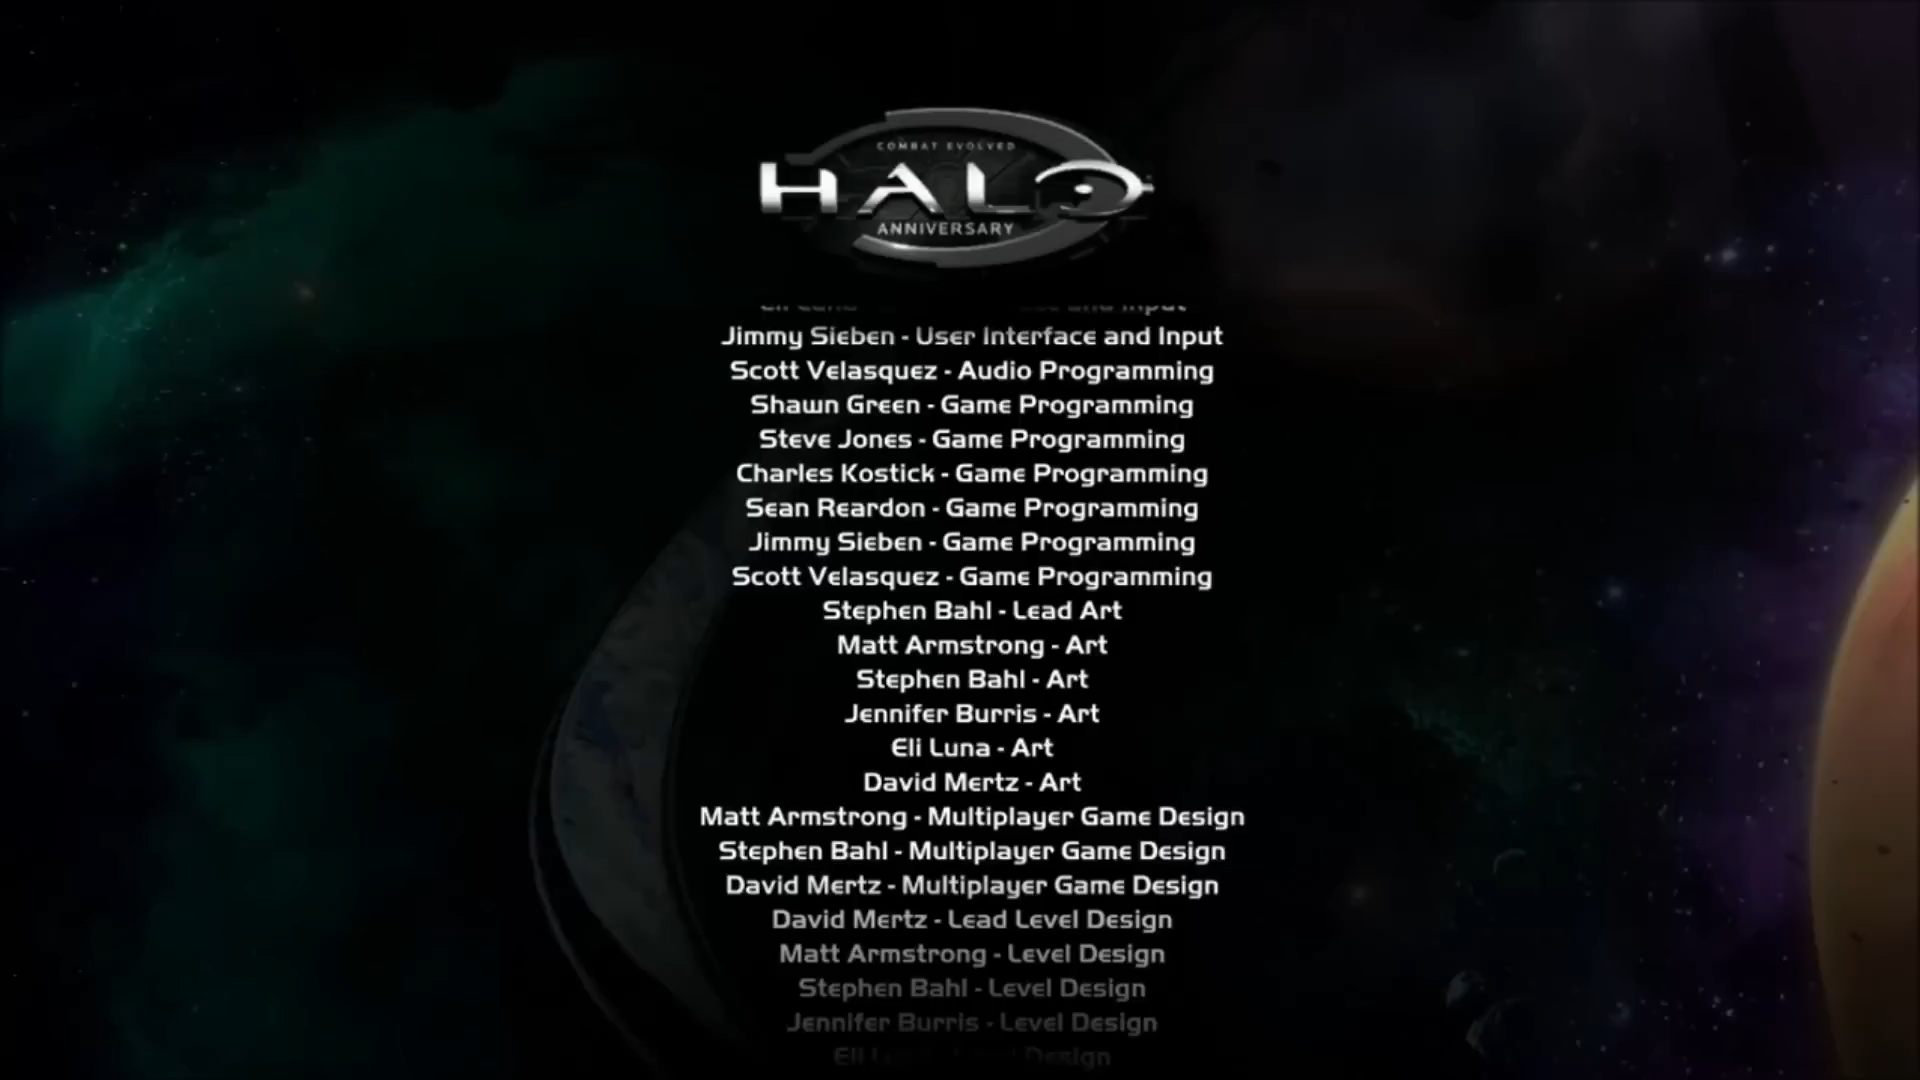 COMBAT EVOLVED
HALO
ANNIVERSARY
and Input
Jimmy Sieben - User Interface and Input
Scott Velasquez - Audio Programming
Shawn Green - Game Programming
Steve Jones - Game Programming
Charles Kostick - Game Programming
Sean Reardon - Game Programming
Jimmy Sieben - Game Programming
Scott Velasquez - Game Programming
Stephen Bahl - Lead Art
Matt Armstrong - Art
Stephen Bahl - Art
Jennifer Burris - Art
Eli Luna - Art
David Mertz - Art
Matt Armstrong - Multiplayer Game Design
Stephen Bahl - Multiplayer Game Design
David Mertz - Multiplayer Game Design
David Mertz - Lead Level Design
Matt Armstrong - Level Design
Stephen Bahl - Level Design
Jennifer Burris - Level Design
Eli Design